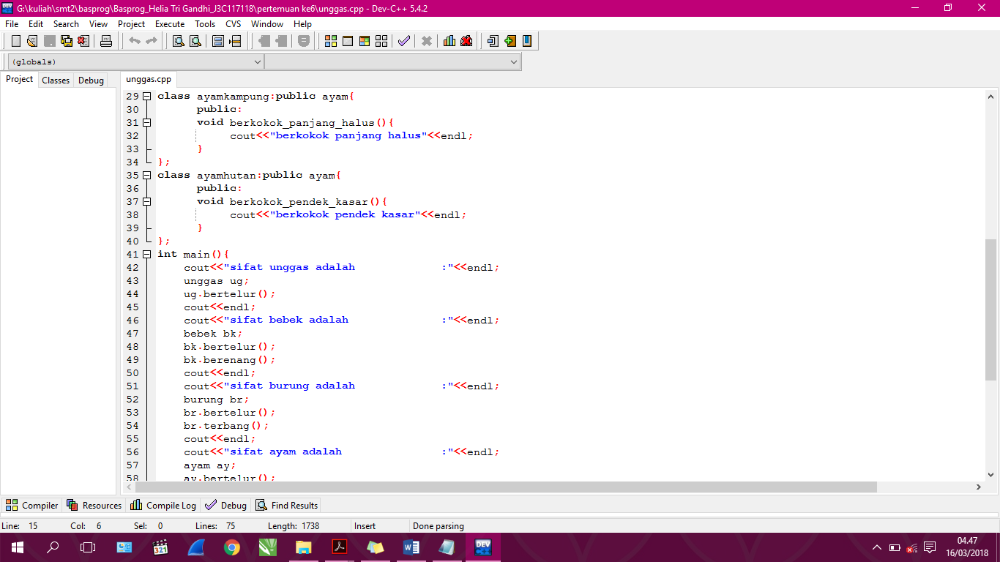 G:\kuliah\smt2\basprog\Basprog_Helia Tri Gandhi_J3C117118\pertemuan ke6\unggas.cpp - Dev-C++ 5.4.2
File Edit Search View Project Execute Tools CVS Window Help
(globals)
Project Classes Debug unggas.cpp
29 class ayamkampung:public ayam{
30 public:
31 void berkokok_panjang_halus(){
32 cout<<"berkokok panjang halus"<<endl;
33 }
34 };
35 class ayamhutan:public ayam{
36 public:
37 void berkokok_pendek_kasar(){
38 cout<<"berkokok pendek kasar"<<endl;
39 }
40 };
41 int main(){
42 cout<<"sifat unggas adalah             :"<<endl;
43 unggas ug;
44 ug.bertelur();
45 cout<<endl;
46 cout<<"sifat bebek adalah              :"<<endl;
47 bebek bk;
48 bk.bertelur();
49 bk.berenang();
50 cout<<endl;
51 cout<<"sifat burung adalah             :"<<endl;
52 burung br;
53 br.bertelur();
54 br.terbang();
55 cout<<endl;
56 cout<<"sifat ayam adalah               :"<<endl;
57 ayam ay;
58 ay.bertelur();
Compiler Resources Compile Log Debug Find Results
Line: 15 Col: 6 Sel: 0 Lines: 75 Length: 1738 Insert Done parsing
321
DEV
04.47
16/03/2018